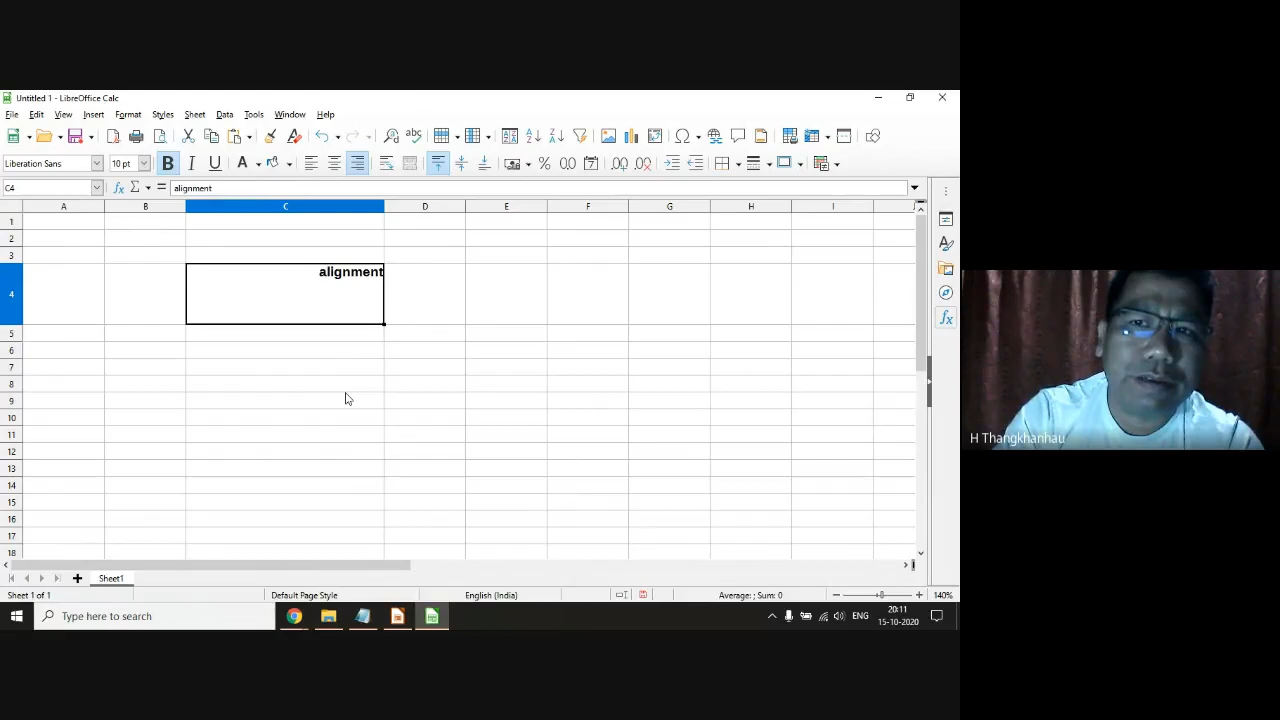 Untitled 1 - LibreOffice Calc
File Edit View Insert Format Styles Sheet Data Tools Window Help
Liberation Sans 10 pt
C4 alignment
A B C D E F G H I
1
2
3
4 alignment
5
6
7
8
9
10
11
12
13
14
15
16
17
18
H Thangkhanhau
Sheet1
Sheet 1 of 1 Default Page Style English (India) Average: ; Sum: 0 140%
Type here to search ENG 20:11
15-10-2020